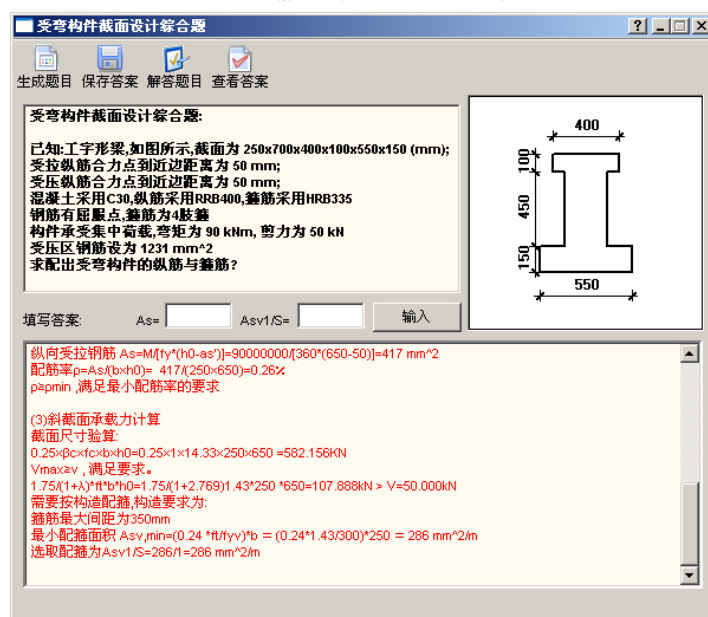 受弯构件截面设计综合题
生成题目 保存答案 解答题目 查看答案
受弯构件截面设计综合题:
已知:工字形梁,如图所示,截面为 250x700x400x100x550x150 (mm);
受拉纵筋合力点到近边距离为 50 mm;
受压纵筋合力点到近边距离为 50 mm;
混凝土采用C30,纵筋采用RRB400,箍筋采用HRB335
钢筋有屈服点,箍筋为4肢箍
构件承受集中荷载,弯矩为 90 kNm, 剪力为 50 kN
受压区钢筋设为 1231 mm^2
求配出受弯构件的纵筋与箍筋?
400
100
450
150
550
填写答案: As= Asv1/S= 输入
纵向受拉钢筋 As=M/[fy*(h0-as')]=90000000/[360*(650-50)]=417 mm^2
配筋率ρ=As/(b×h0)= 417/(250×650)=0.26%
ρ≥ρmin ,满足最小配筋率的要求
(3)斜截面承载力计算
截面尺寸验算:
0.25×βc×fc×b×h0=0.25×1×14.33×250×650 =582.156KN
Vmax≥v , 满足要求。
1.75/(1+λ)*ft*b*h0=1.75/(1+2.769)1.43*250 *650=107.888kN > V=50.000kN
需要按构造配箍,构造要求为:
箍筋最大间距为350mm
最小配箍面积 Asv,min=(0.24 *ft/fyv)*b = (0.24*1.43/300)*250 = 286 mm^2/m
选取配箍为Asv1/S=286/1=286 mm^2/m